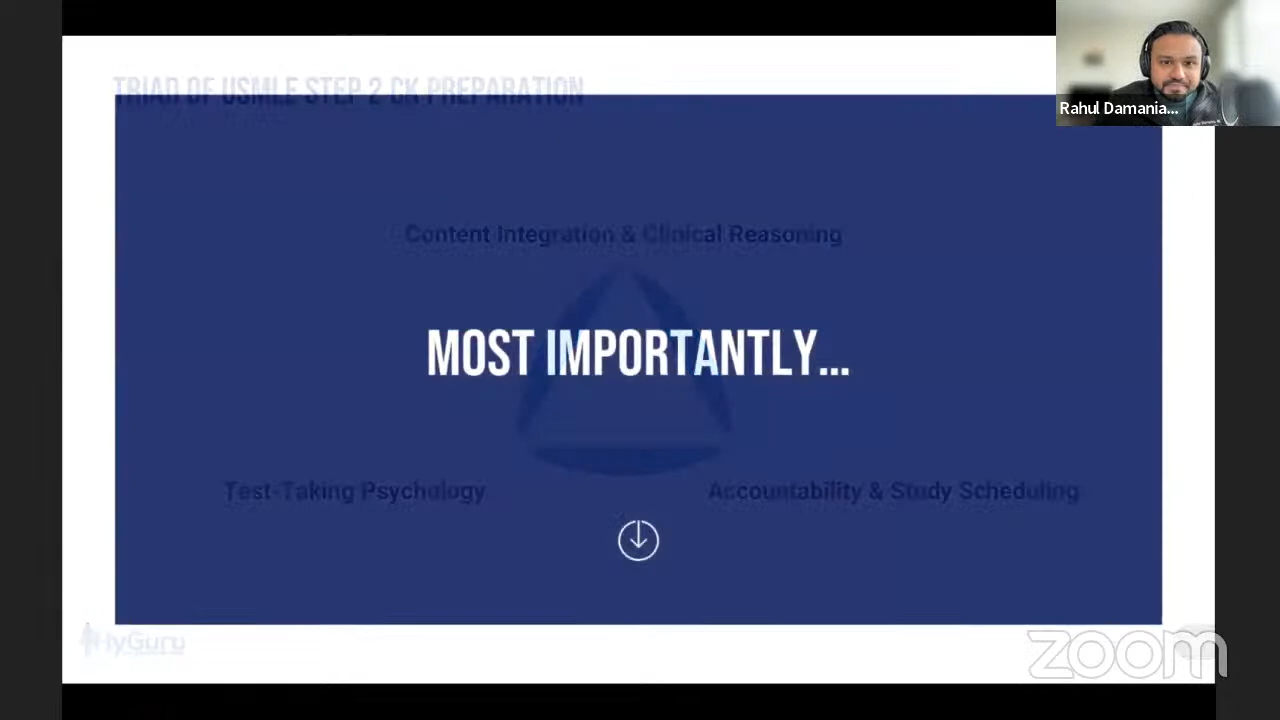 Rahul Damania...
TRIAD OF USMLE STEP 2 CK PREPARATION
Content Integration & Clinical Reasoning
MOST IMPORTANTLY...
Test-Taking Psychology
Accountability & Study Scheduling
HyGuru
zoom